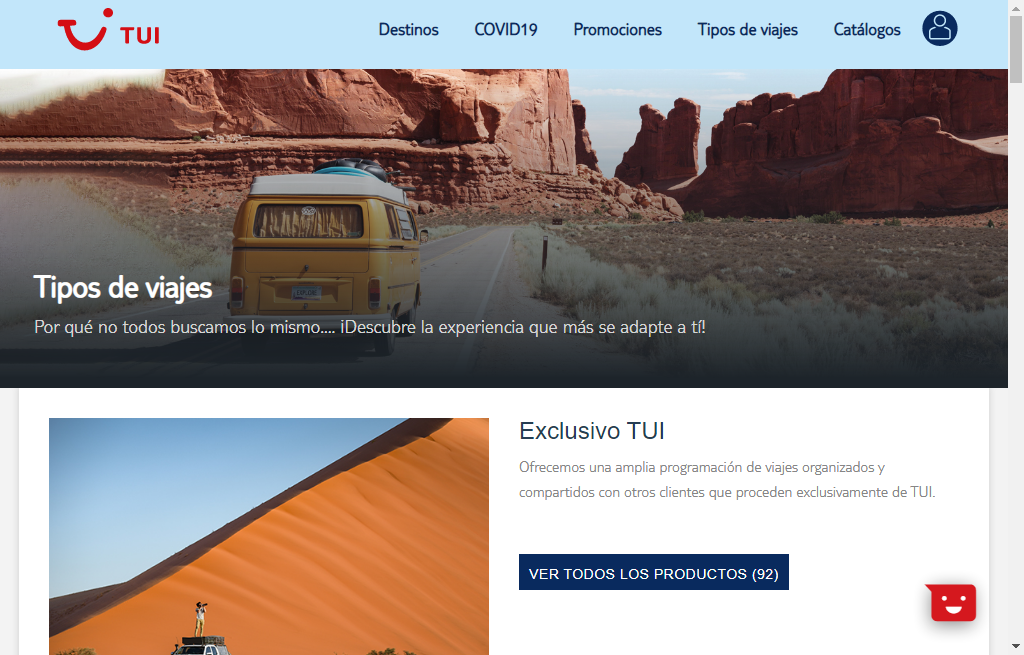 TUI
Destinos
COVID19
Promociones
Tipos de viajes
Catálogos
Tipos de viajes
Por qué no todos buscamos lo mismo.... ¡Descubre la experiencia que más se adapte a tí!
Exclusivo TUI
Ofrecemos una amplia programación de viajes organizados y
compartidos con otros clientes que proceden exclusivamente de TUI.
VER TODOS LOS PRODUCTOS (92)